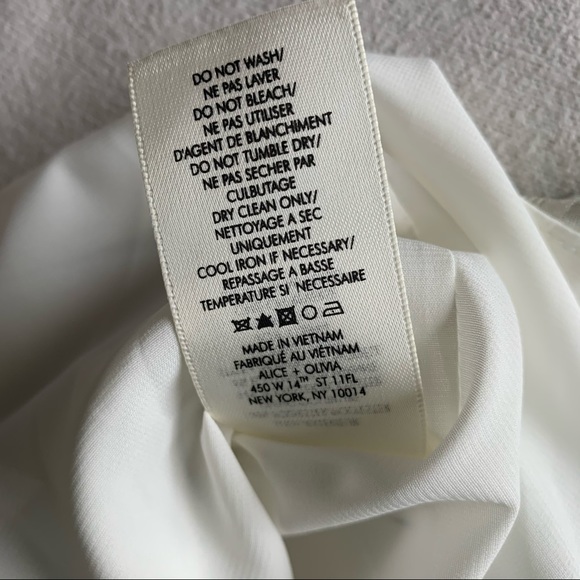 DO NOT WASH/
NE PAS LAVER
DO NOT BLEACH/
NE PAS UTILISER
D'AGENT DE BLANCHIMENT
DO NOT TUMBLE DRY/
NE PAS SECHER PAR
CULBUTAGE
DRY CLEAN ONLY/
NETTOYAGE A SEC
UNIQUEMENT
COOL IRON IF NECESSARY/
REPASSAGE A BASSE
TEMPERATURE SI NECESSAIRE
MADE IN VIETNAM
FABRIQUÉ AU VIÊTNAM
ALICE + OLIVIA
450 W 14TH ST 11FL
NEW YORK, NY 10014